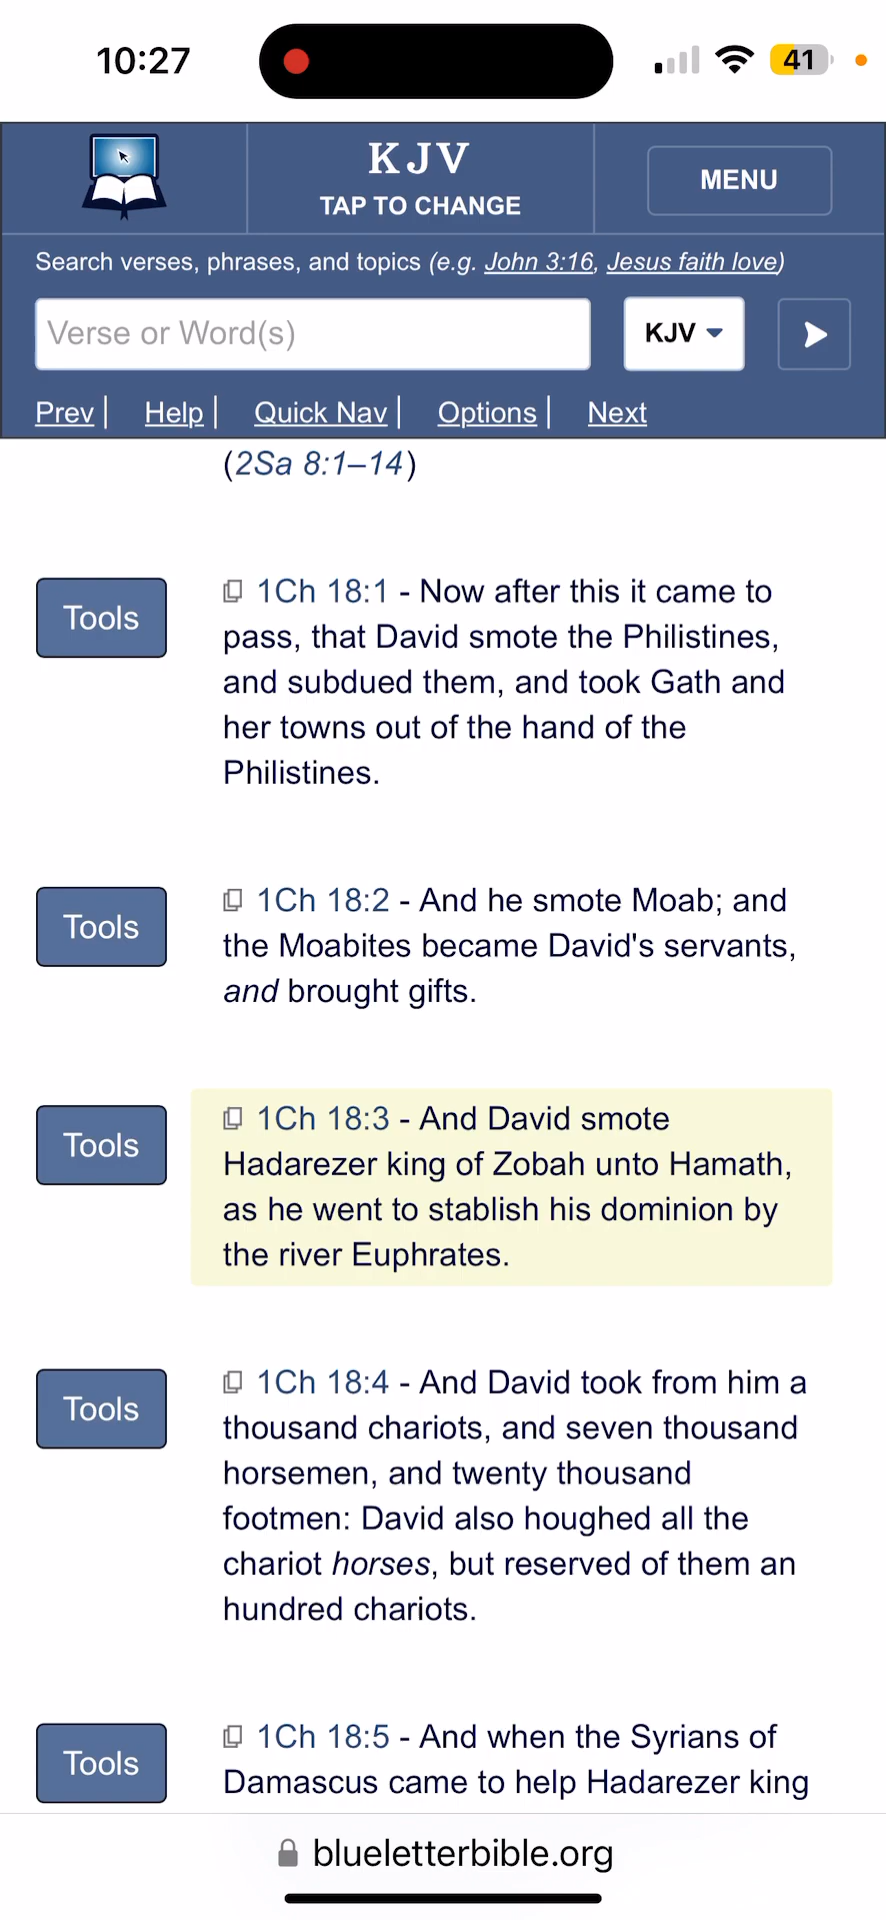 10:27
41
KJV
TAP TO CHANGE
MENU
Search verses, phrases, and topics (e.g. John 3:16, Jesus faith love)
Verse or Word(s)
KJV
Prev | Help | Quick Nav | Options | Next
(2Sa 8:1–14)
Tools
1Ch 18:1 - Now after this it came to
pass, that David smote the Philistines,
and subdued them, and took Gath and
her towns out of the hand of the
Philistines.
Tools
1Ch 18:2 - And he smote Moab; and
the Moabites became David's servants,
and brought gifts.
Tools
1Ch 18:3 - And David smote
Hadarezer king of Zobah unto Hamath,
as he went to stablish his dominion by
the river Euphrates.
Tools
1Ch 18:4 - And David took from him a
thousand chariots, and seven thousand
horsemen, and twenty thousand
footmen: David also houghed all the
chariot horses, but reserved of them an
hundred chariots.
Tools
1Ch 18:5 - And when the Syrians of
Damascus came to help Hadarezer king
blueletterbible.org